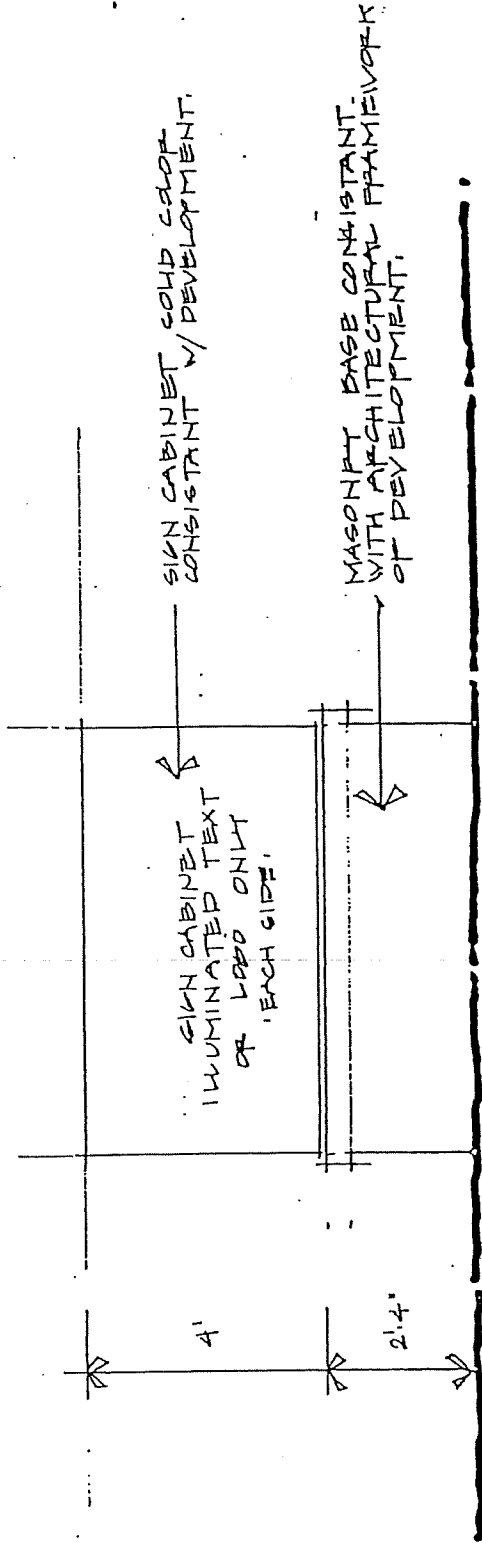 SIGN CABINET SOLID COLOR
CONSISTANT W/ DEVELOPMENT.
SIGN CABINET
ILLUMINATED TEXT
OR LOGO ONLY
EACH SIDE.
MASONRY BASE CONSISTANT
WITH ARCHITECTURAL FRAMEWORK
OF DEVELOPMENT.
4'
2'.4"